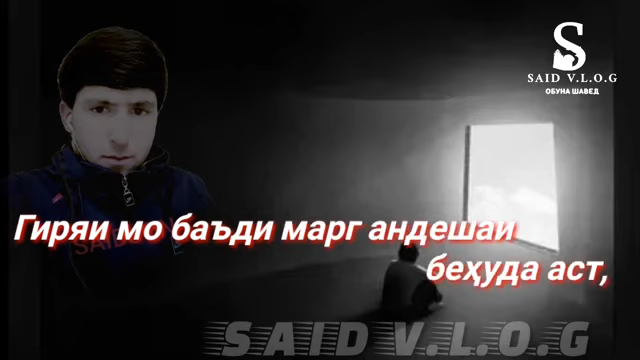 S
SAID V.L.O.G
ОБУНА ШАВЕД
Гиряи мо баъди марг андешаи
беҳуда аст,
SAID V.L.O.G